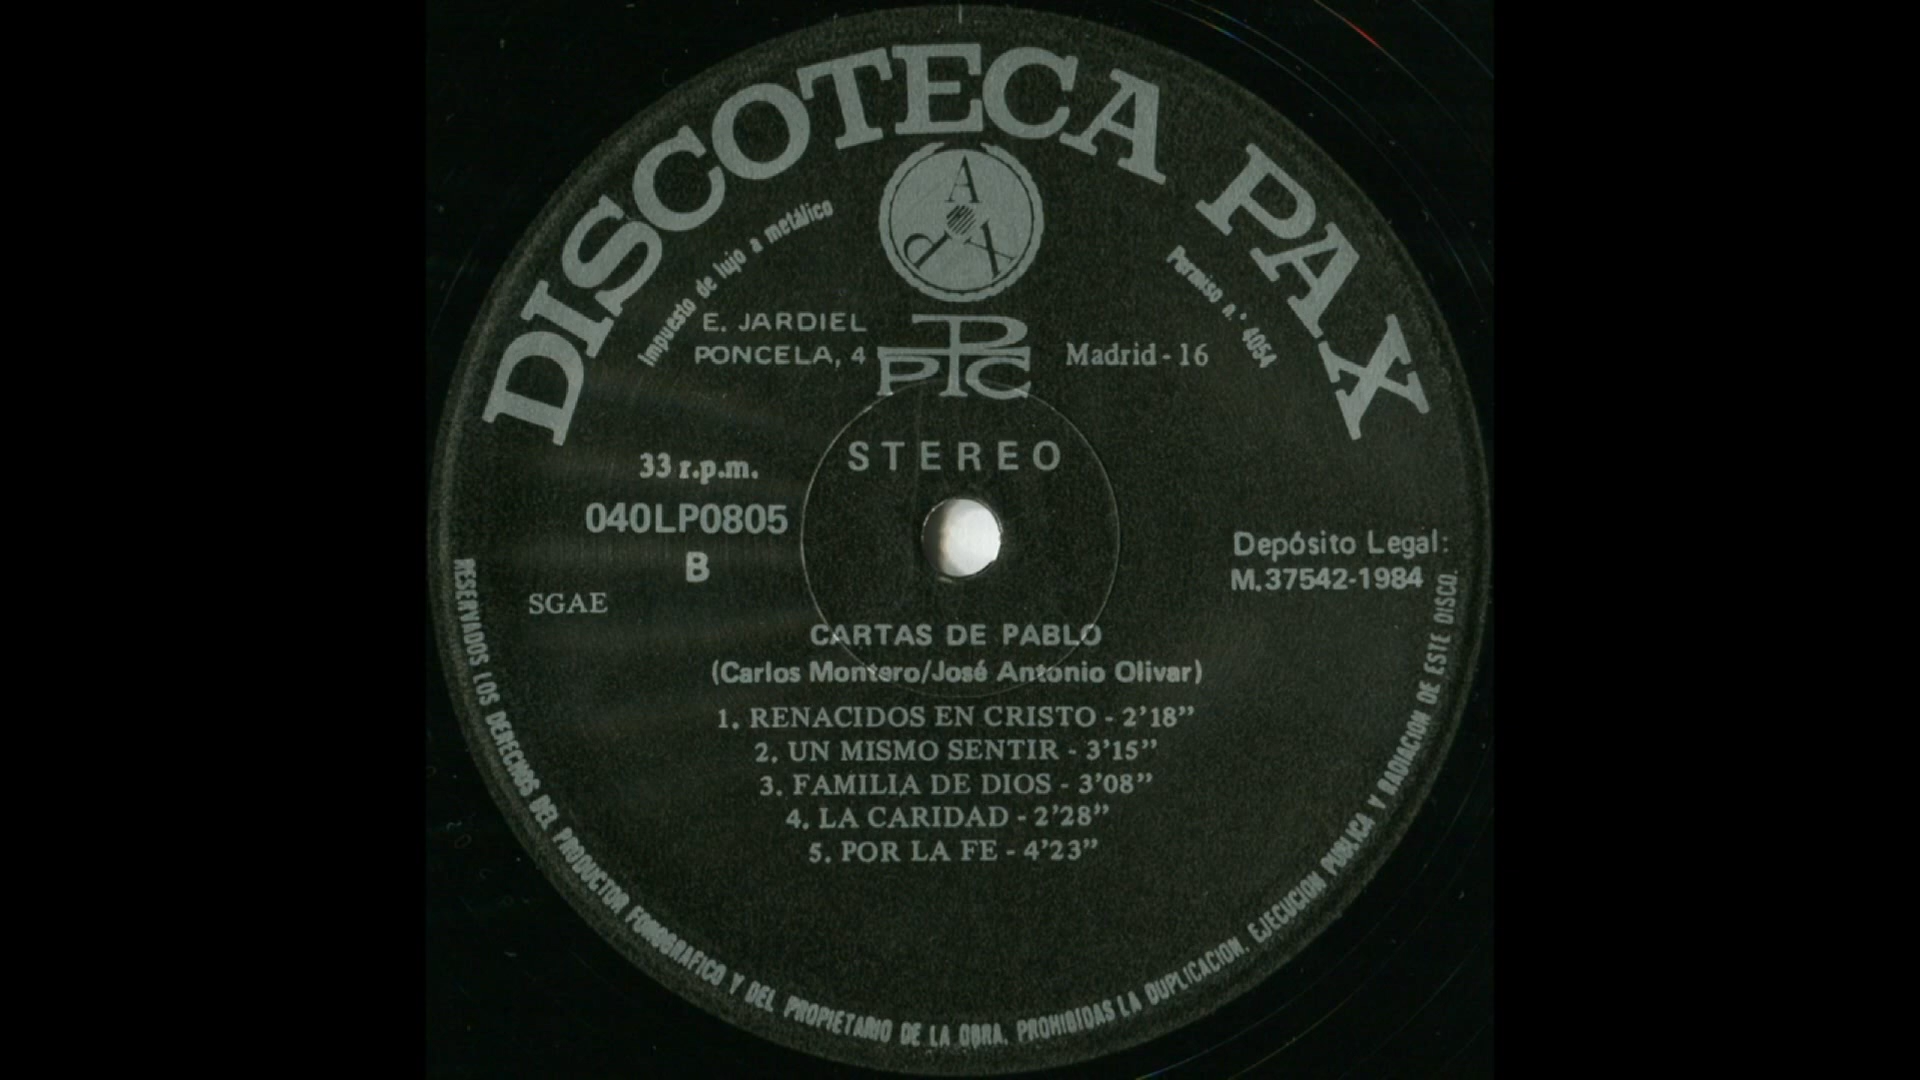 DISCOTECA PAX
Impuesto de lujo a metálico
Permiso n.° 4054
A
P
X
E. JARDIEL
PONCELA, 4
PPC
Madrid - 16
STEREO
33 r.p.m.
040LP0805
B
SGAE
Depósito Legal:
M.37542-1984
CARTAS DE PABLO
(Carlos Montero/José Antonio Olivar)
1. RENACIDOS EN CRISTO - 2’18”
2. UN MISMO SENTIR - 3’15”
3. FAMILIA DE DIOS - 3’08”
4. LA CARIDAD - 2’28”
5. POR LA FE - 4’23”
RESERVADOS LOS DERECHOS DEL PRODUCTOR FONOGRAFICO Y DEL PROPIETARIO DE LA OBRA. PROHIBIDAS LA DUPLICACION, EJECUCION PUBLICA Y RADIACION DE ESTE DISCO.